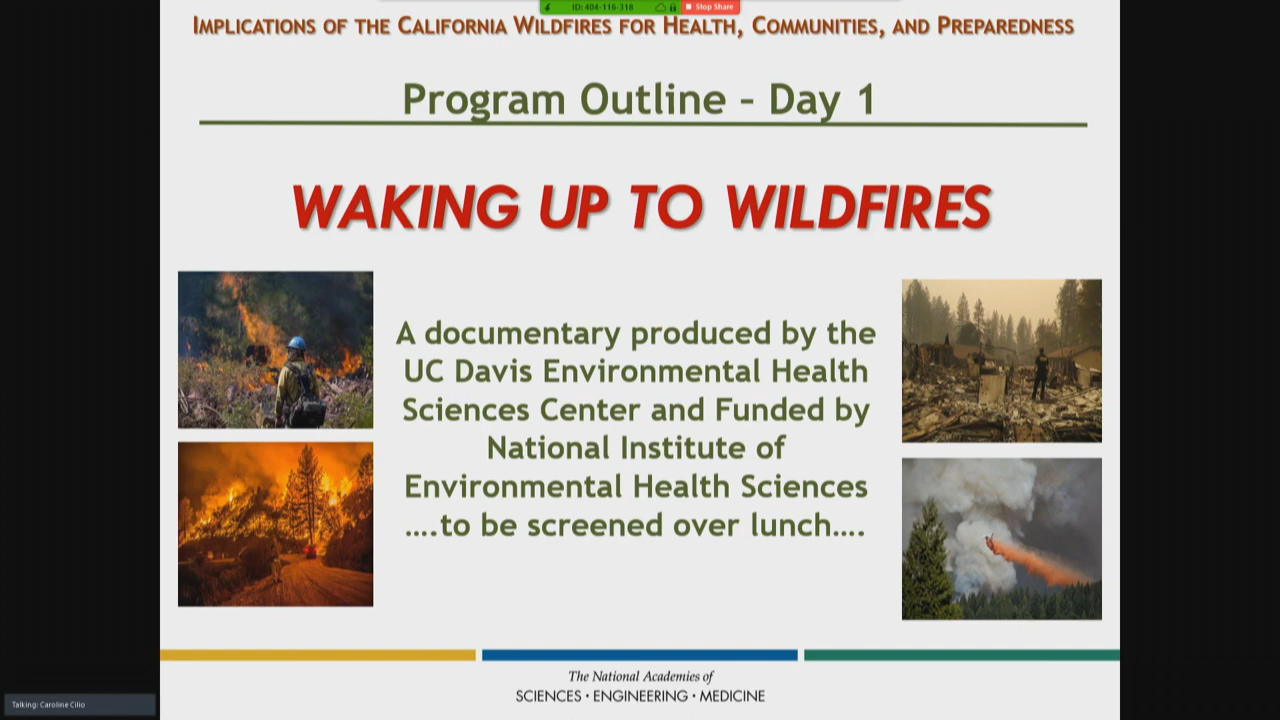 ID: 404-116-318 Stop Share
IMPLICATIONS OF THE CALIFORNIA WILDFIRES FOR HEALTH, COMMUNITIES, AND PREPAREDNESS
Program Outline – Day 1
WAKING UP TO WILDFIRES
A documentary produced by the
UC Davis Environmental Health
Sciences Center and Funded by
National Institute of
Environmental Health Sciences
....to be screened over lunch....
The National Academies of
SCIENCES · ENGINEERING · MEDICINE
Talking: Caroline Cilio